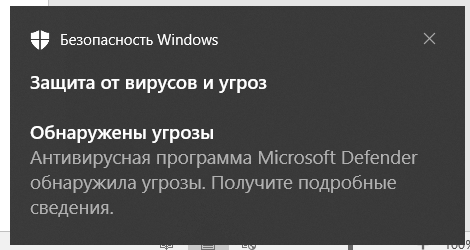 Безопасность Windows
Защита от вирусов и угроз
Обнаружены угрозы
Антивирусная программа Microsoft Defender
обнаружила угрозы. Получите подробные
сведения.